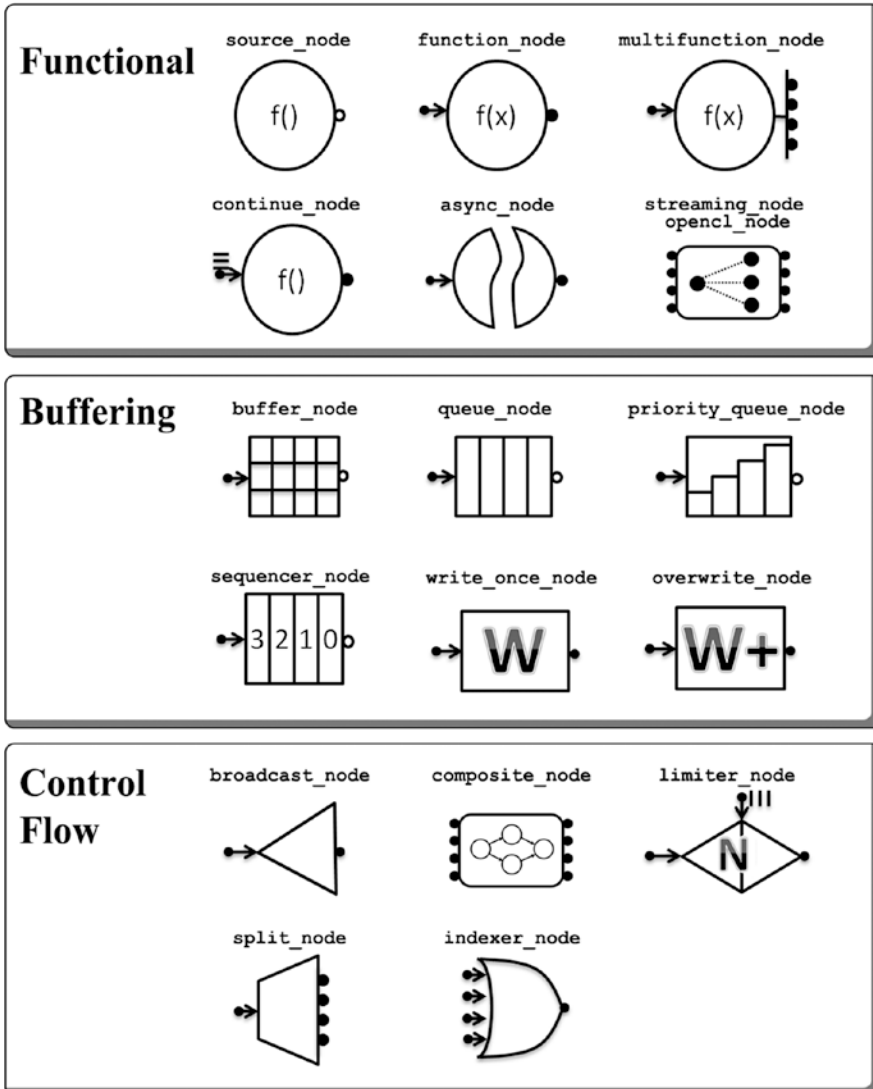 Functional
source_node function_node multifunction_node
f() f(x) f(x)
continue_node async_node streaming_node
opencl_node
f()
Buffering
buffer_node queue_node priority_queue_node
sequencer_node write_once_node overwrite_node
3 2 1 0 W W+
Control
Flow
broadcast_node composite_node limiter_node
N
split_node indexer_node